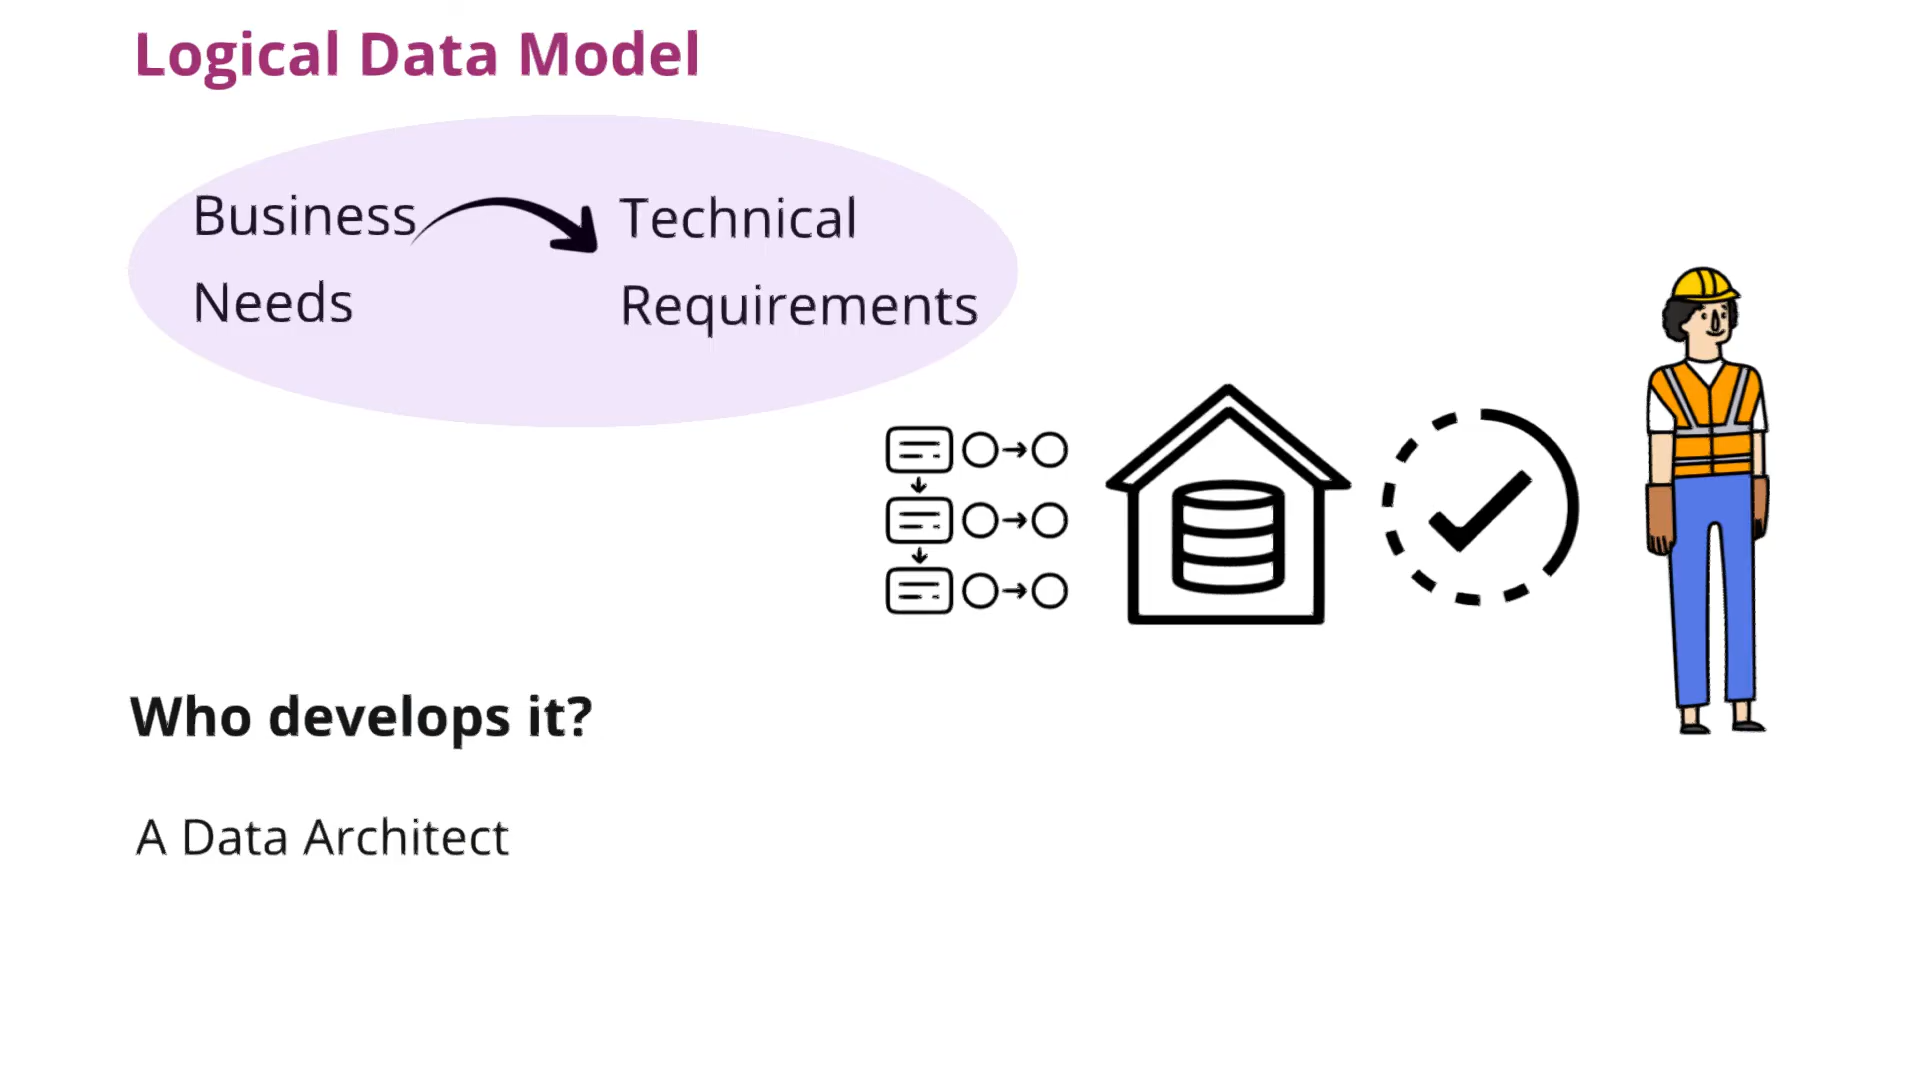 Logical Data Model
Business
Needs
Technical
Requirements
Who develops it?
A Data Architect